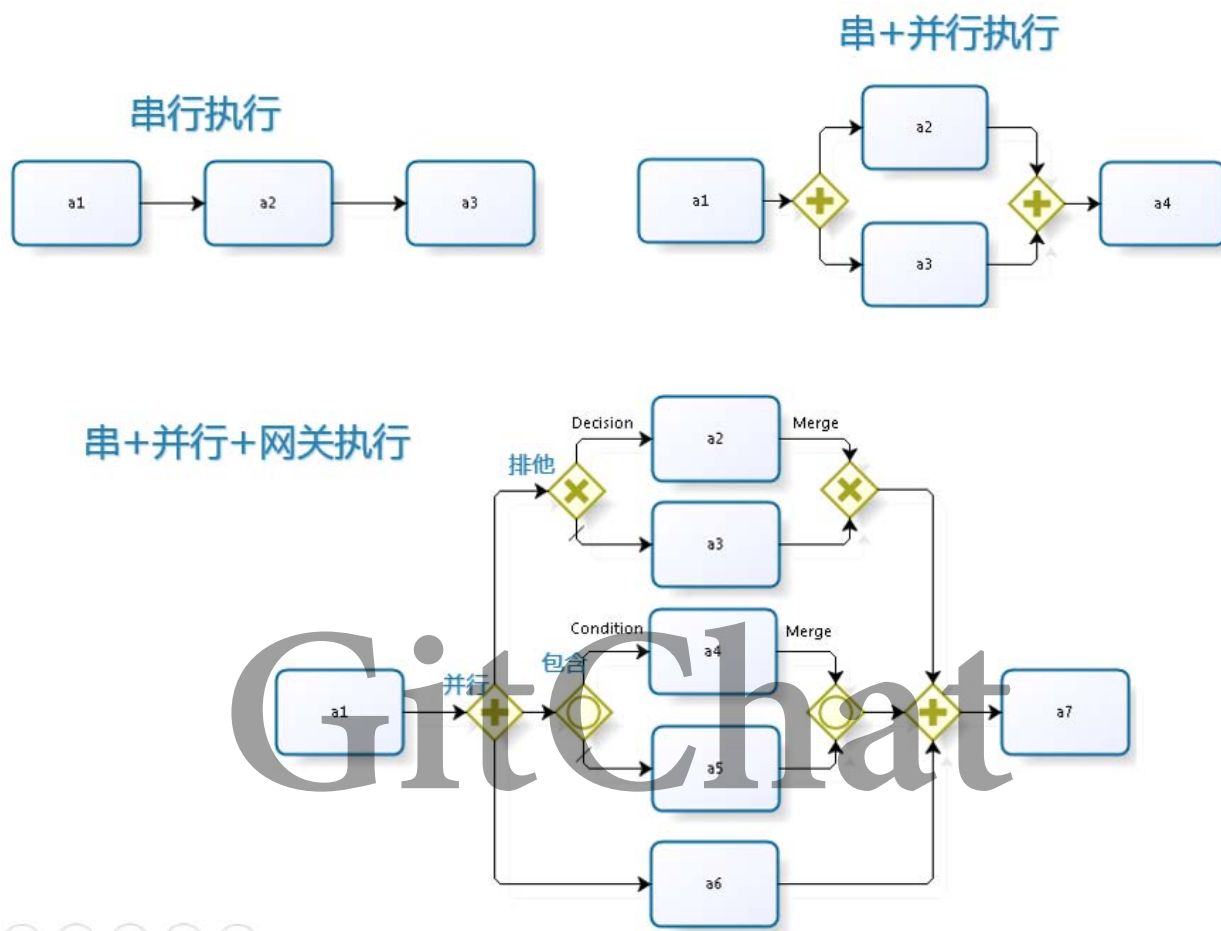 串行执行
a1
a2
a3
串+并行执行
a1
a2
a3
a4
串+并行+网关执行
排他
Decision
a2
Merge
a3
Condition
包含
a4
Merge
并行
a1
a5
a6
a7
GitChat